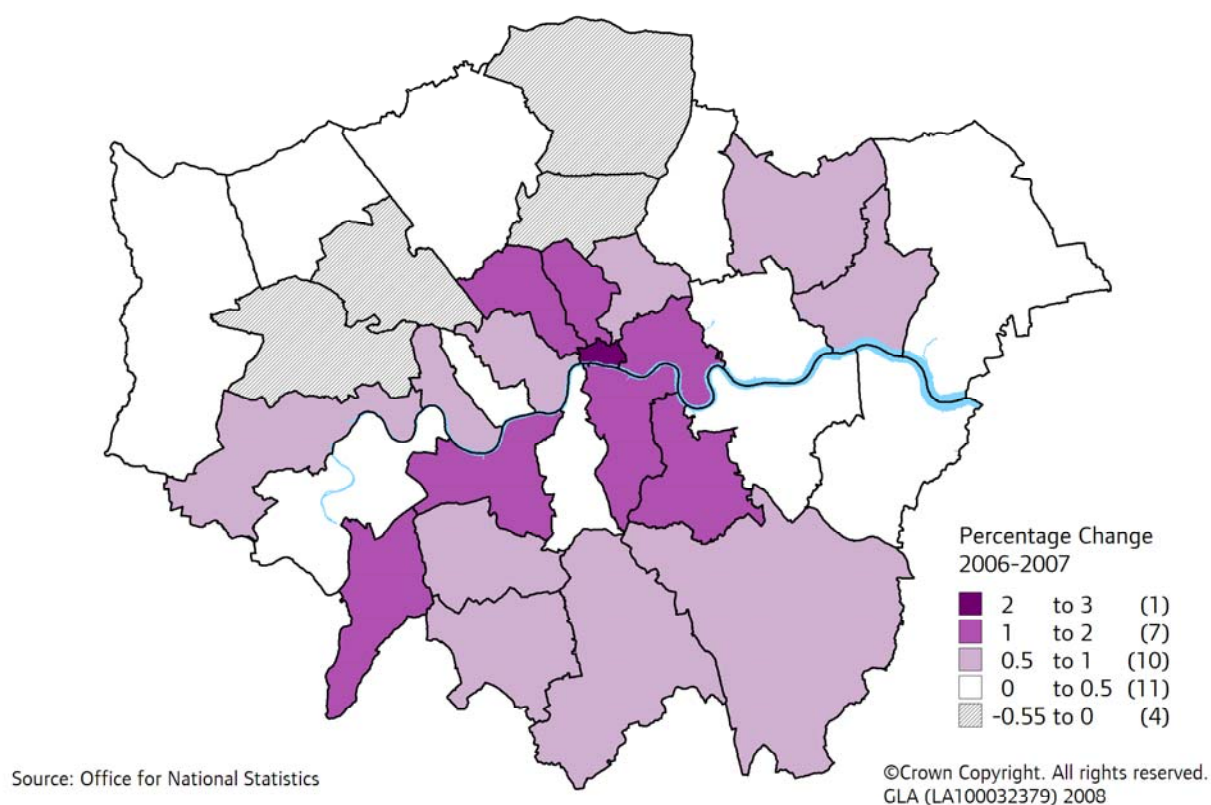 Percentage Change
2006-2007
2 to 3 (1)
1 to 2 (7)
0.5 to 1 (10)
0 to 0.5 (11)
-0.55 to 0 (4)
Source: Office for National Statistics
©Crown Copyright. All rights reserved.
GLA (LA100032379) 2008